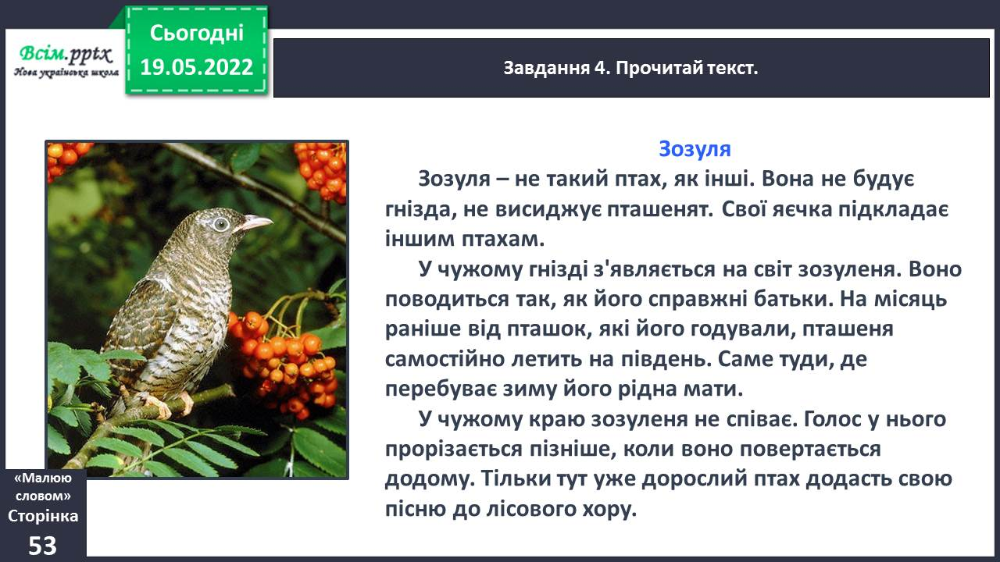 Всім.pptx
Нова українська школа
Сьогодні
19.05.2022
Завдання 4. Прочитай текст.
Зозуля
Зозуля – не такий птах, як інші. Вона не будує
гнізда, не висиджує пташенят. Свої яєчка підкладає
іншим птахам.
У чужому гнізді з'являється на світ зозуленя. Воно
поводиться так, як його справжні батьки. На місяць
раніше від пташок, які його годували, пташеня
самостійно летить на південь. Саме туди, де
перебуває зиму його рідна мати.
У чужому краю зозуленя не співає. Голос у нього
прорізається пізніше, коли воно повертається
додому. Тільки тут уже дорослий птах додасть свою
пісню до лісового хору.
«Малюю
словом»
Сторінка
53